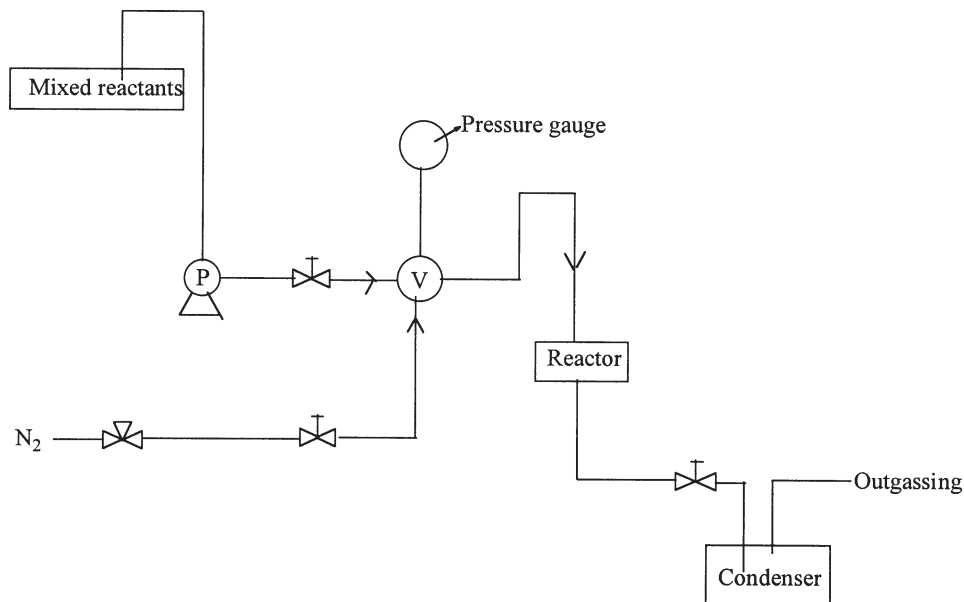 Mixed reactants
Pressure gauge
P
V
Reactor
N₂
Outgassing
Condenser